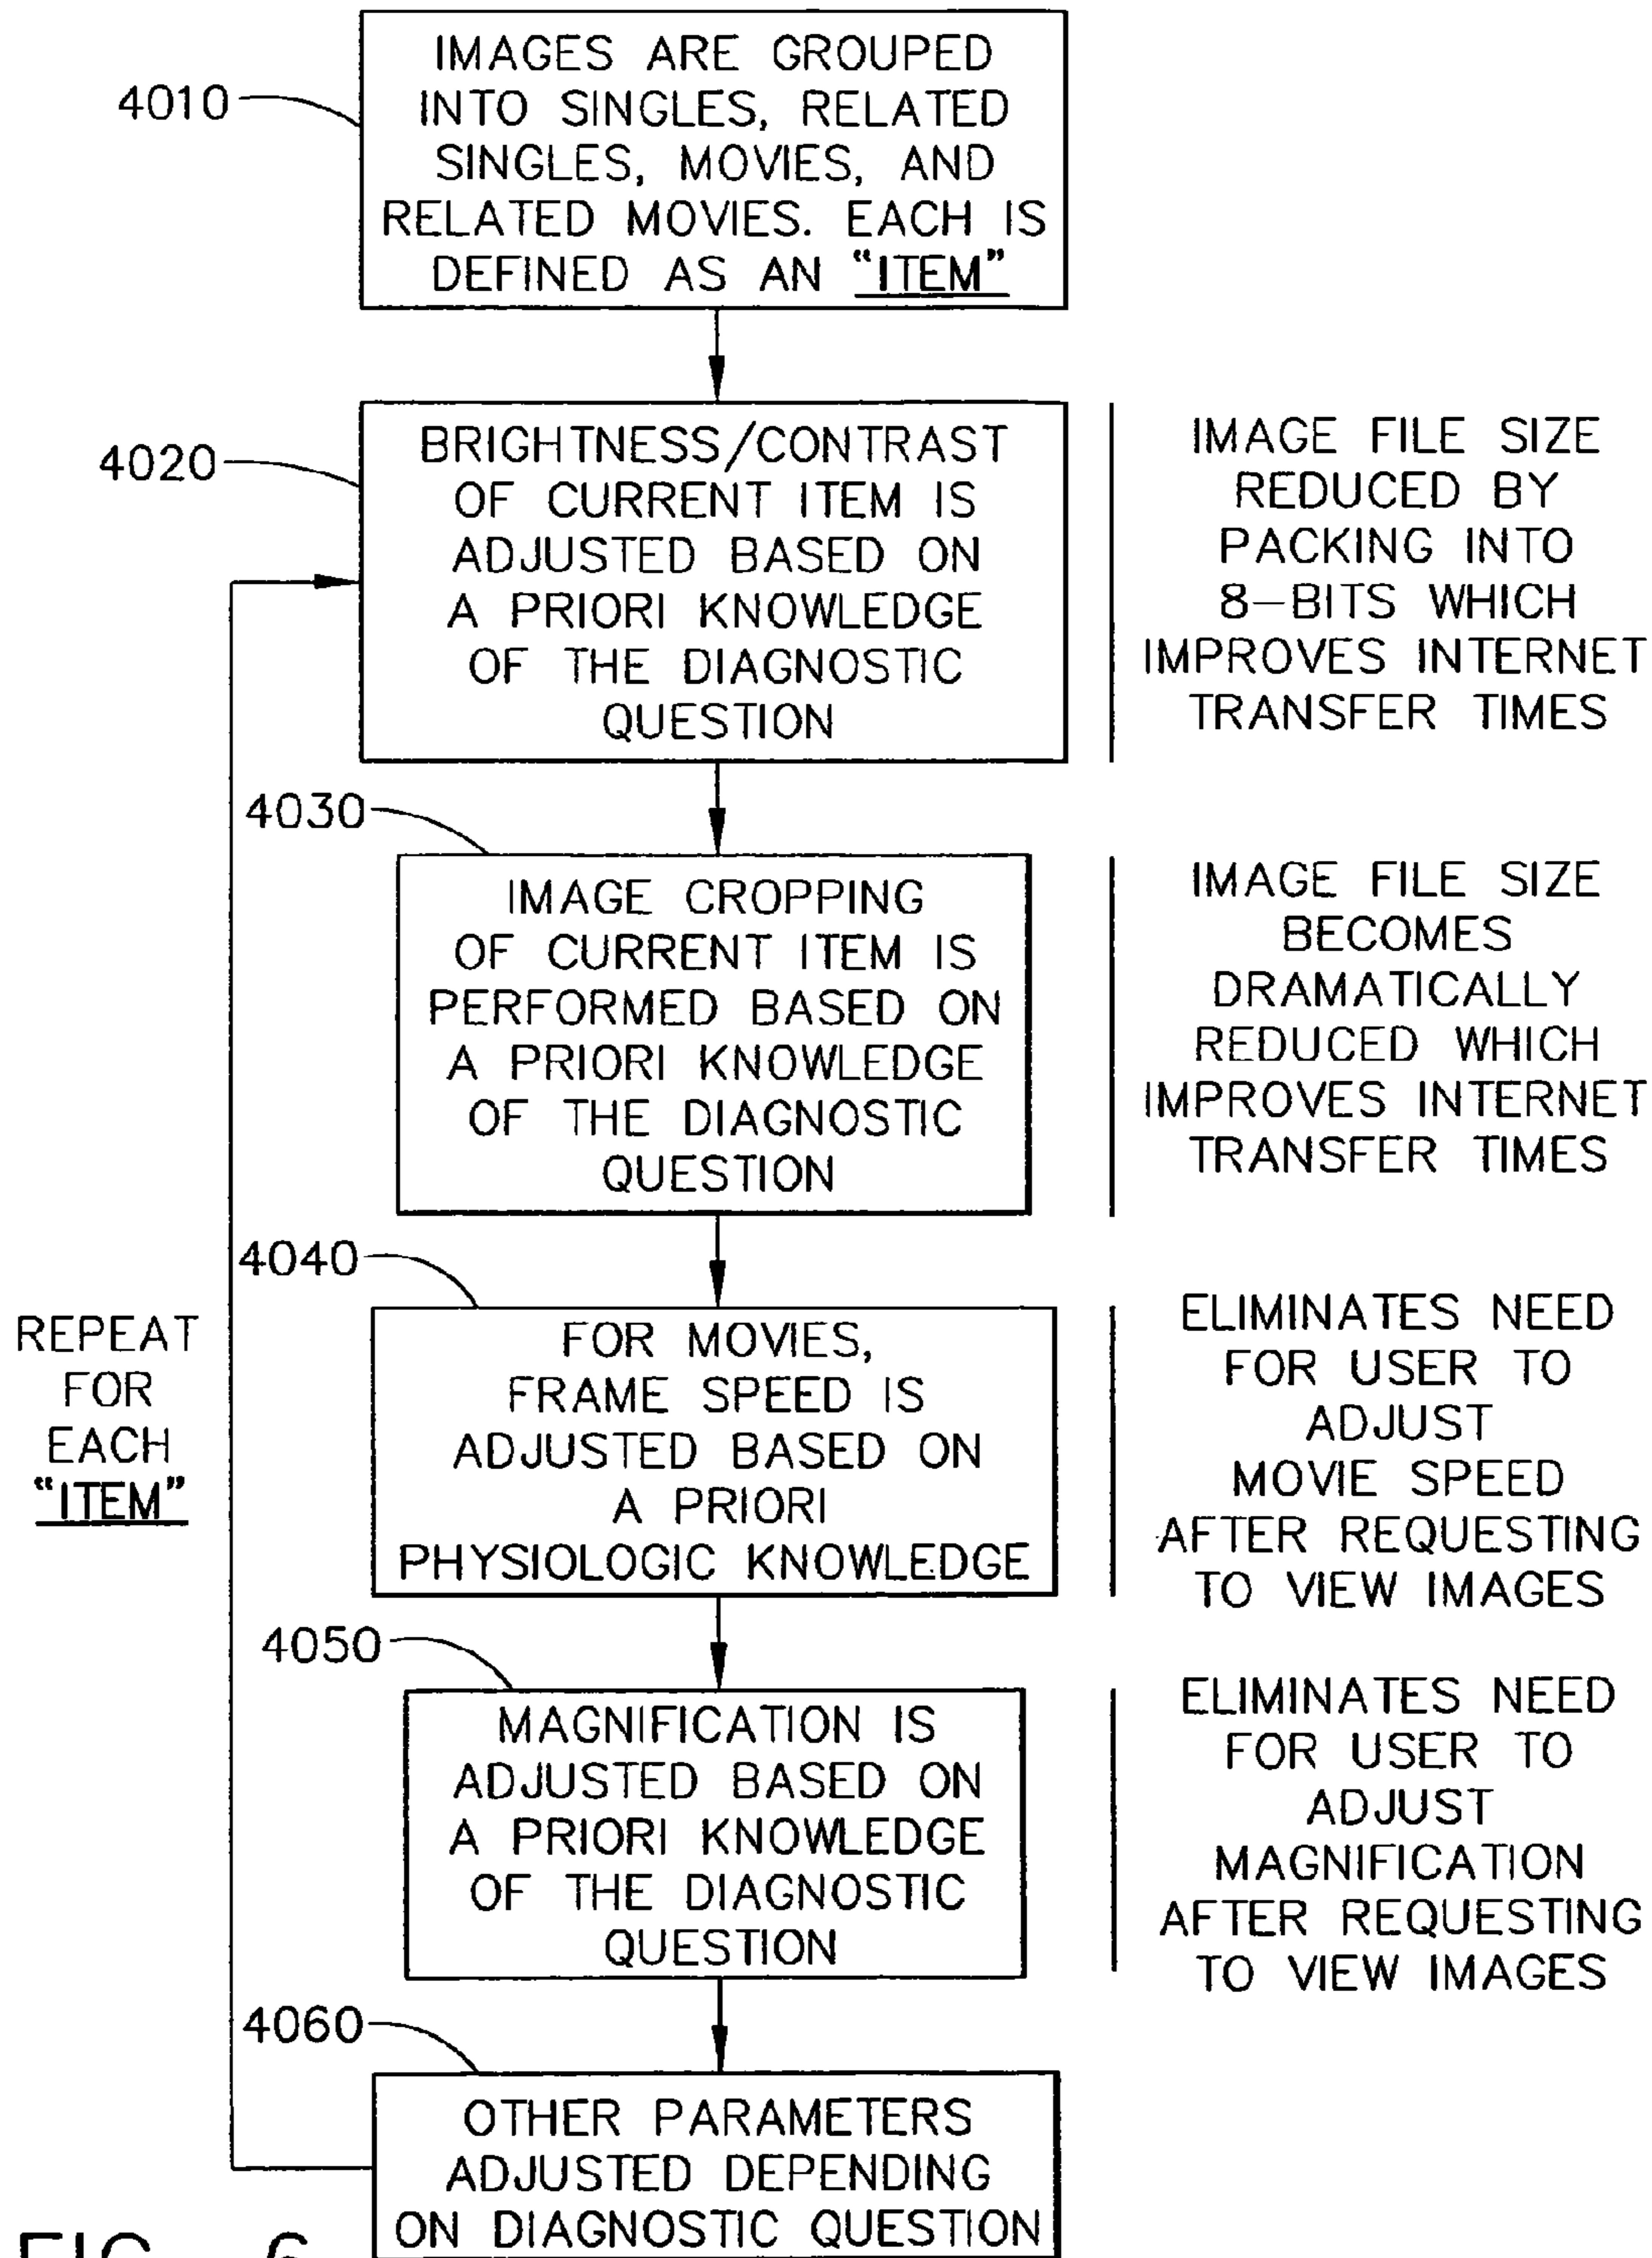 4010
IMAGES ARE GROUPED
INTO SINGLES, RELATED
SINGLES, MOVIES, AND
RELATED MOVIES. EACH IS
DEFINED AS AN “ITEM”
4020
BRIGHTNESS/CONTRAST
OF CURRENT ITEM IS
ADJUSTED BASED ON
A PRIORI KNOWLEDGE
OF THE DIAGNOSTIC
QUESTION
IMAGE FILE SIZE
REDUCED BY
PACKING INTO
8-BITS WHICH
IMPROVES INTERNET
TRANSFER TIMES
4030
IMAGE CROPPING
OF CURRENT ITEM IS
PERFORMED BASED ON
A PRIORI KNOWLEDGE
OF THE DIAGNOSTIC
QUESTION
IMAGE FILE SIZE
BECOMES
DRAMATICALLY
REDUCED WHICH
IMPROVES INTERNET
TRANSFER TIMES
4040
FOR MOVIES,
FRAME SPEED IS
ADJUSTED BASED ON
A PRIORI
PHYSIOLOGIC KNOWLEDGE
ELIMINATES NEED
FOR USER TO
ADJUST
MOVIE SPEED
AFTER REQUESTING
TO VIEW IMAGES
REPEAT
FOR
EACH
“ITEM”
4050
MAGNIFICATION IS
ADJUSTED BASED ON
A PRIORI KNOWLEDGE
OF THE DIAGNOSTIC
QUESTION
ELIMINATES NEED
FOR USER TO
ADJUST
MAGNIFICATION
AFTER REQUESTING
TO VIEW IMAGES
4060
OTHER PARAMETERS
ADJUSTED DEPENDING
ON DIAGNOSTIC QUESTION
FIG. 6